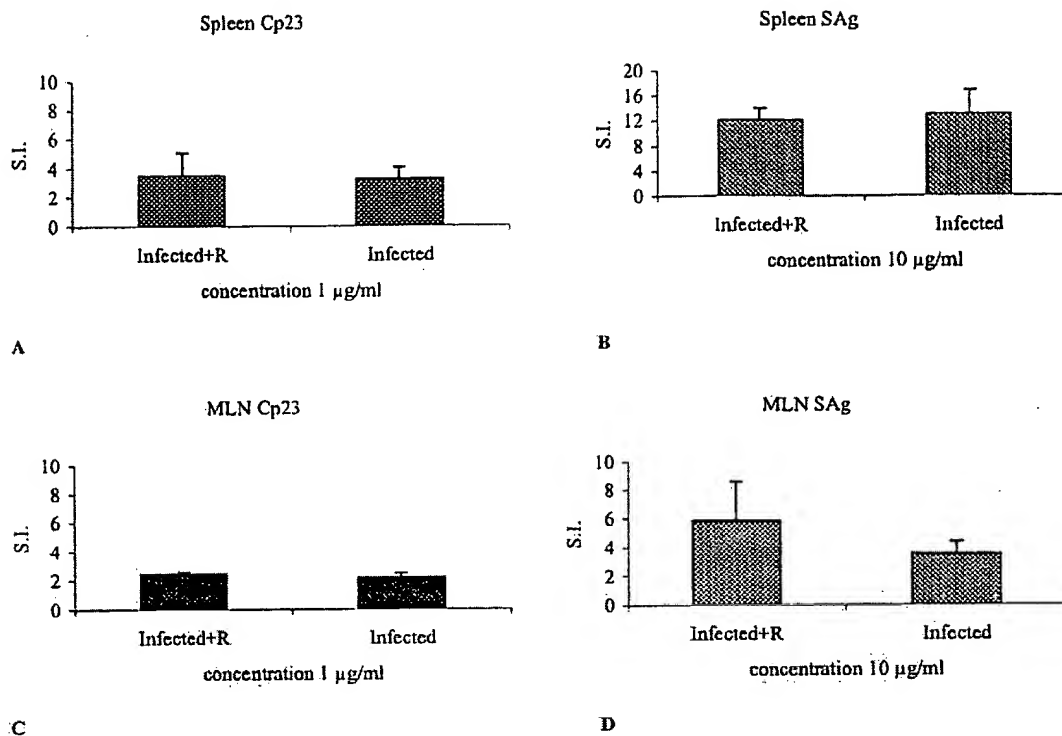 Spleen Cp23
S.I.
10
8
6
4
2
0
Infected+R Infected
concentration 1 µg/ml
A
Spleen SAg
S.I.
20
16
12
8
4
0
Infected+R Infected
concentration 10 µg/ml
B
MLN Cp23
S.I.
10
8
6
4
2
0
Infected+R Infected
concentration 1 µg/ml
C
MLN SAg
S.I.
10
8
6
4
2
0
Infected+R Infected
concentration 10 µg/ml
D